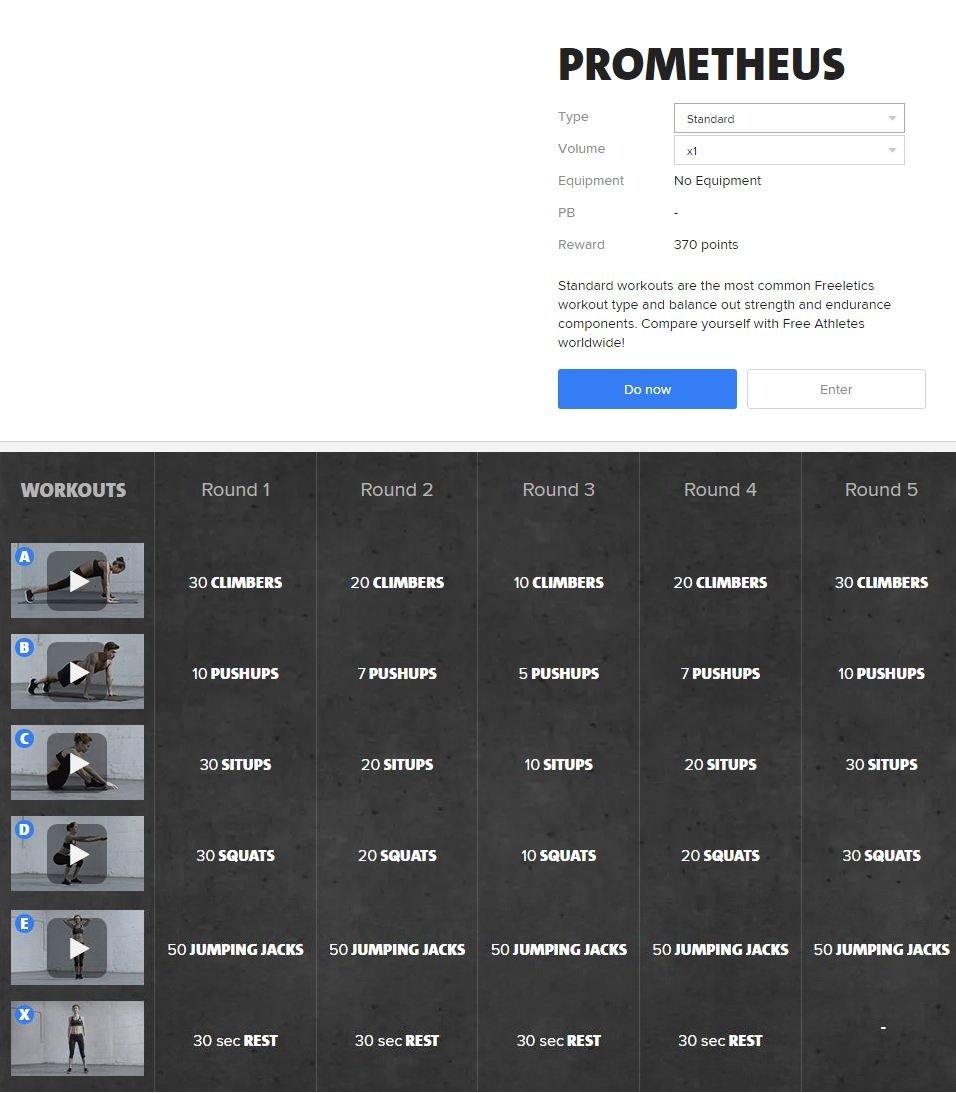 PROMETHEUS
Type Standard
Volume x1
Equipment No Equipment
PB -
Reward 370 points
Standard workouts are the most common Freeletics
workout type and balance out strength and endurance
components. Compare yourself with Free Athletes
worldwide!
Do now Enter
WORKOUTS Round 1 Round 2 Round 3 Round 4 Round 5
A 30 CLIMBERS 20 CLIMBERS 10 CLIMBERS 20 CLIMBERS 30 CLIMBERS
B 10 PUSHUPS 7 PUSHUPS 5 PUSHUPS 7 PUSHUPS 10 PUSHUPS
C 30 SITUPS 20 SITUPS 10 SITUPS 20 SITUPS 30 SITUPS
D 30 SQUATS 20 SQUATS 10 SQUATS 20 SQUATS 30 SQUATS
E 50 JUMPING JACKS 50 JUMPING JACKS 50 JUMPING JACKS 50 JUMPING JACKS 50 JUMPING JACKS
X 30 sec REST 30 sec REST 30 sec REST 30 sec REST -